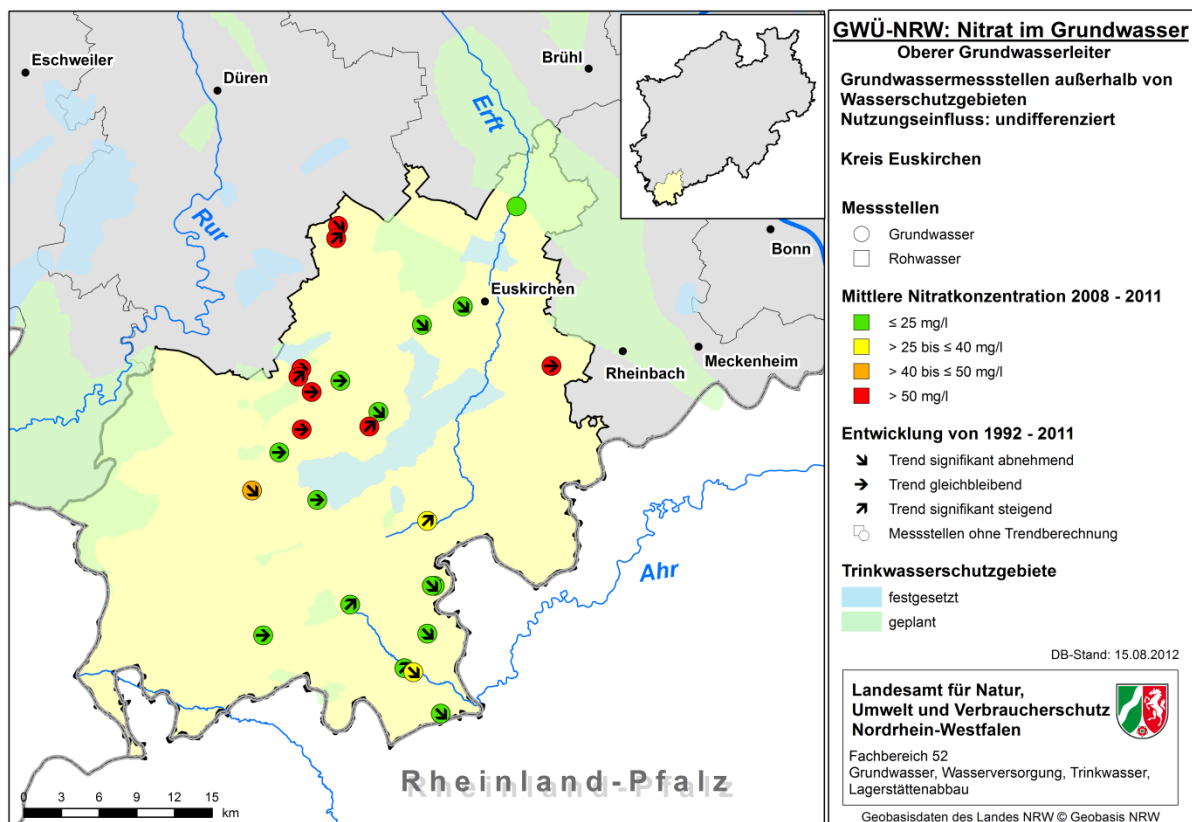 Eschweiler
Düren
Brühl
Erft
Rur
Bonn
Euskirchen
Rheinbach
Meckenheim
Ahr
Rheinland-Pfalz
0 3 6 9 12 15
km
GWÜ-NRW: Nitrat im Grundwasser
Oberer Grundwasserleiter
Grundwassermessstellen außerhalb von
Wasserschutzgebieten
Nutzungseinfluss: undifferenziert
Kreis Euskirchen
Messstellen
Grundwasser
Rohwasser
Mittlere Nitratkonzentration 2008 - 2011
≤ 25 mg/l
> 25 bis ≤ 40 mg/l
> 40 bis ≤ 50 mg/l
> 50 mg/l
Entwicklung von 1992 - 2011
Trend signifikant abnehmend
Trend gleichbleibend
Trend signifikant steigend
Messstellen ohne Trendberechnung
Trinkwasserschutzgebiete
festgesetzt
geplant
DB-Stand: 15.08.2012
Landesamt für Natur,
Umwelt und Verbraucherschutz
Nordrhein-Westfalen
Fachbereich 52
Grundwasser, Wasserversorgung, Trinkwasser,
Lagerstättenabbau
Geobasisdaten des Landes NRW © Geobasis NRW